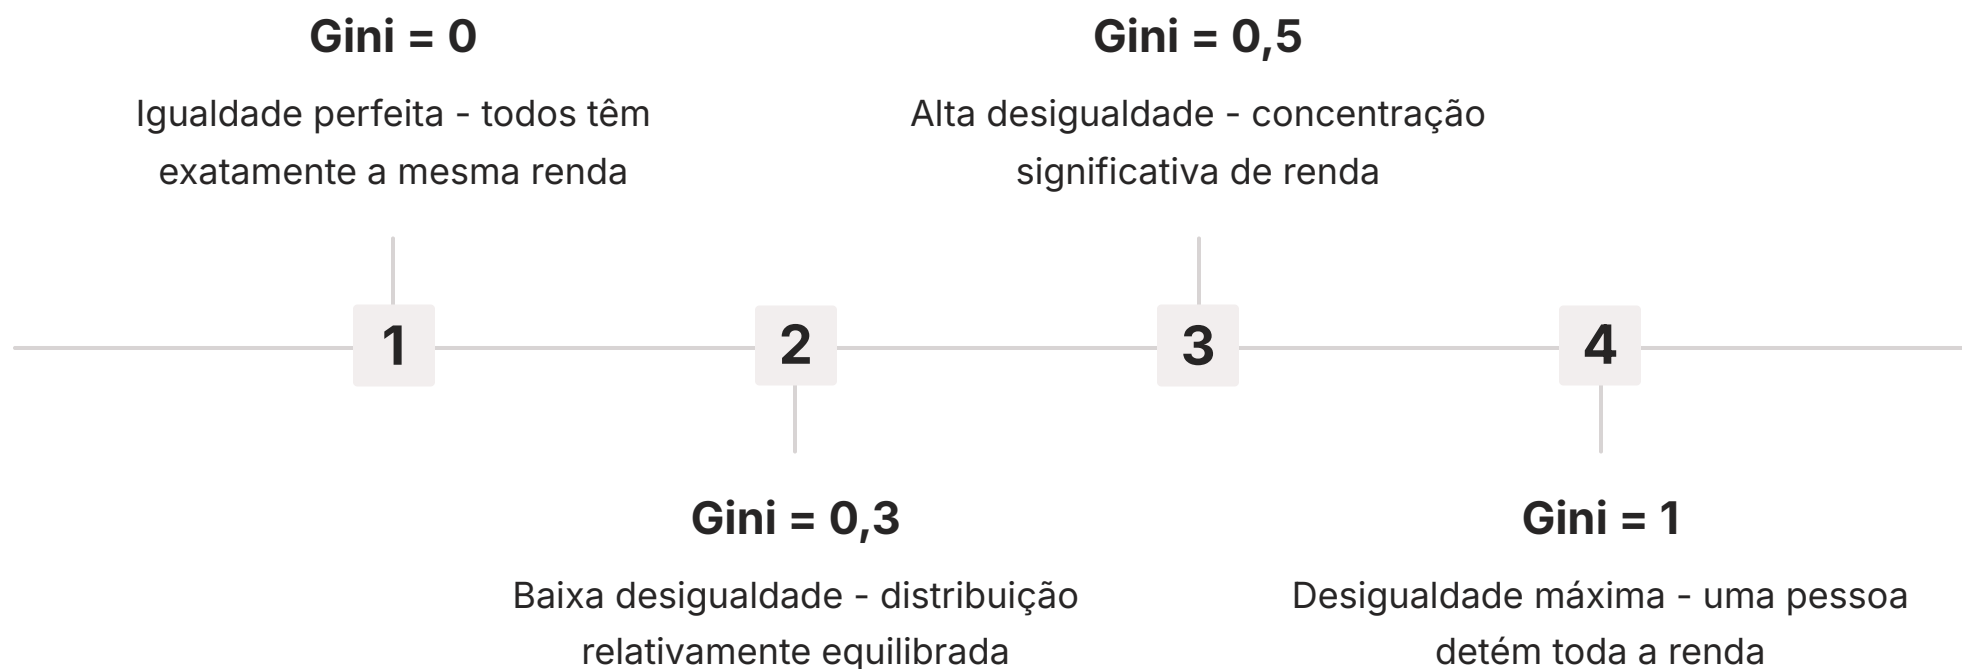 Gini = 0
Igualdade perfeita - todos têm
exatamente a mesma renda
Gini = 0,5
Alta desigualdade - concentração
significativa de renda
1
2
3
4
Gini = 0,3
Baixa desigualdade - distribuição
relativamente equilibrada
Gini = 1
Desigualdade máxima - uma pessoa
detém toda a renda